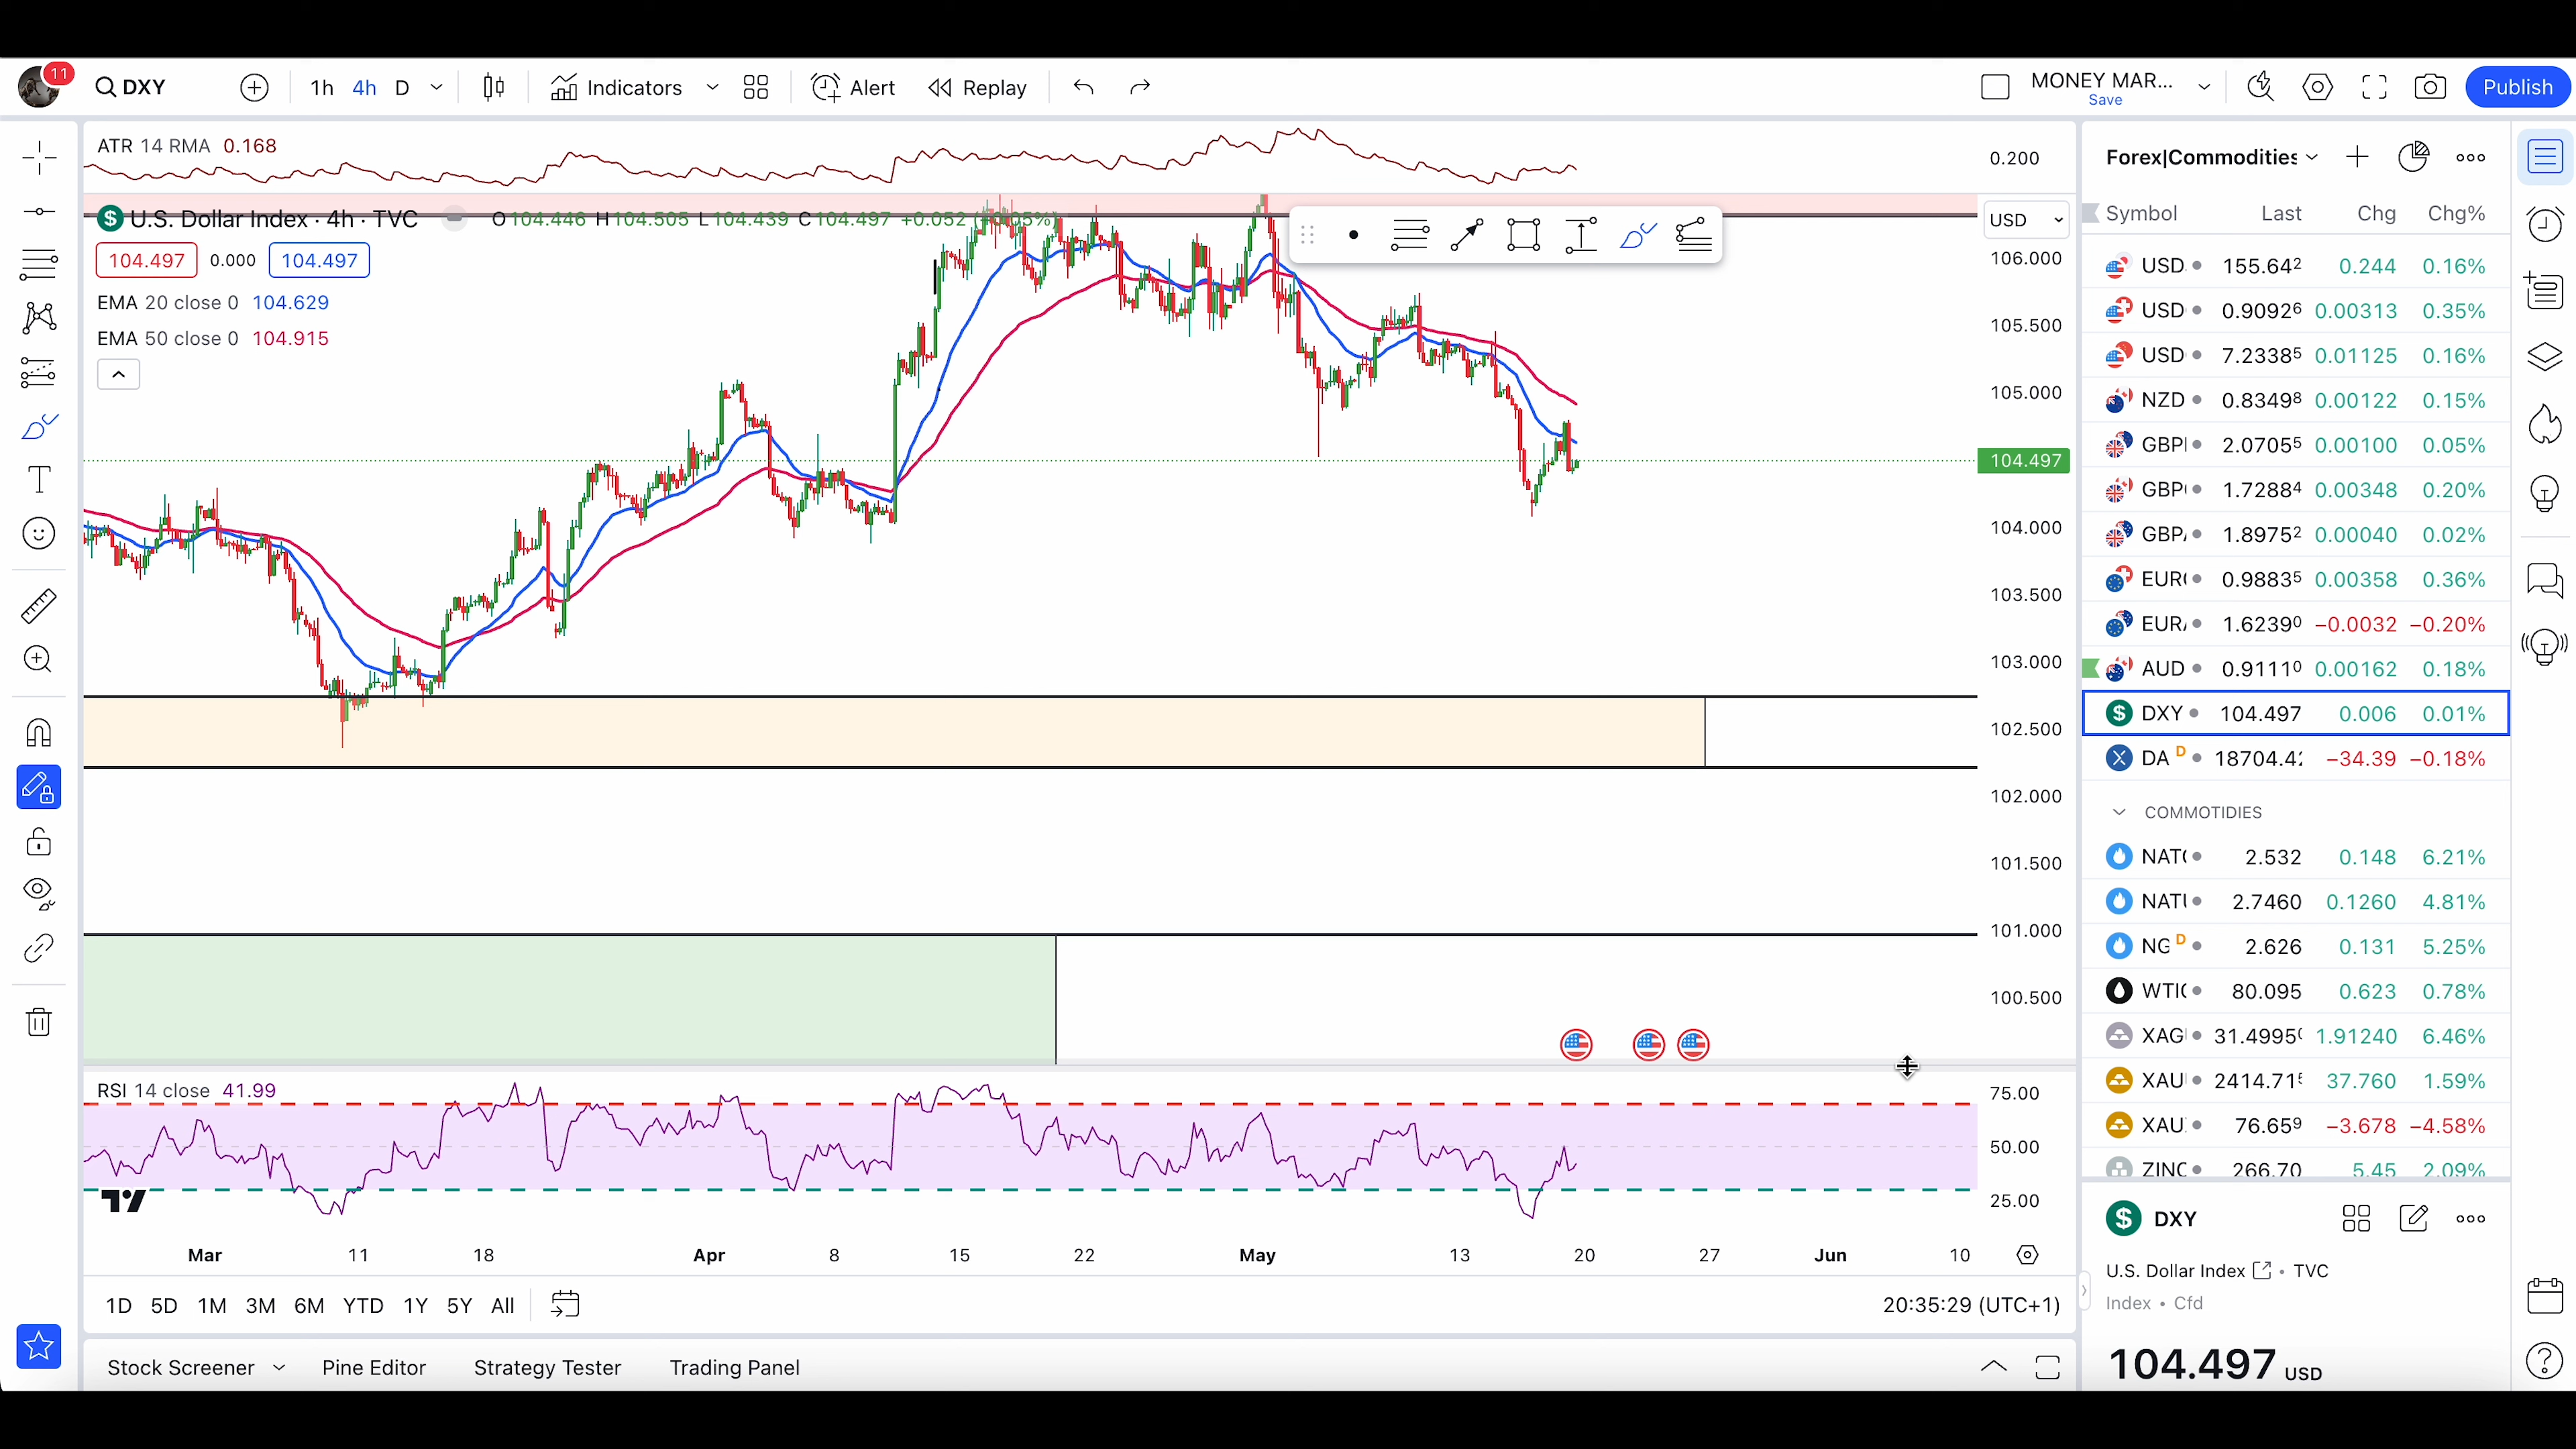 11
DXY
1h 4h D
Indicators
Alert
Replay
MONEY MAR...
Save
Publish
ATR 14 RMA 0.168
0.200
U.S. Dollar Index · 4h · TVC
O104.446 H104.505 L104.439 C104.497 +0.052 (+0.05%)
USD
104.497 0.000 104.497
EMA 20 close 0 104.629
EMA 50 close 0 104.915
106.000
105.500
105.000
104.497
104.000
103.500
103.000
102.500
102.000
101.500
101.000
100.500
RSI 14 close 41.99
75.00
50.00
25.00
Mar 11 18 Apr 8 15 22 May 13 20 27 Jun 10
1D 5D 1M 3M 6M YTD 1Y 5Y All
20:35:29 (UTC+1)
Stock Screener
Pine Editor
Strategy Tester
Trading Panel
Forex|Commodities
Symbol Last Chg Chg%
USD 155.642 0.244 0.16%
USD 0.90926 0.00313 0.35%
USD 7.23385 0.01125 0.16%
NZD 0.83498 0.00122 0.15%
GBP 2.07055 0.00100 0.05%
GBP 1.72884 0.00348 0.20%
GBP 1.89752 0.00040 0.02%
EUR 0.98835 0.00358 0.36%
EUR 1.62390 −0.0032 −0.20%
AUD 0.91110 0.00162 0.18%
DXY 104.497 0.006 0.01%
DA D 18704.42 −34.39 −0.18%
COMMOTIDIES
NAT 2.532 0.148 6.21%
NAT 2.7460 0.1260 4.81%
NG D 2.626 0.131 5.25%
WTI 80.095 0.623 0.78%
XAG 31.4995 1.91240 6.46%
XAU 2414.715 37.760 1.59%
XAU 76.659 −3.678 −4.58%
ZINC 266.70 5.45 2.09%
DXY
U.S. Dollar Index • TVC
Index • Cfd
104.497 USD